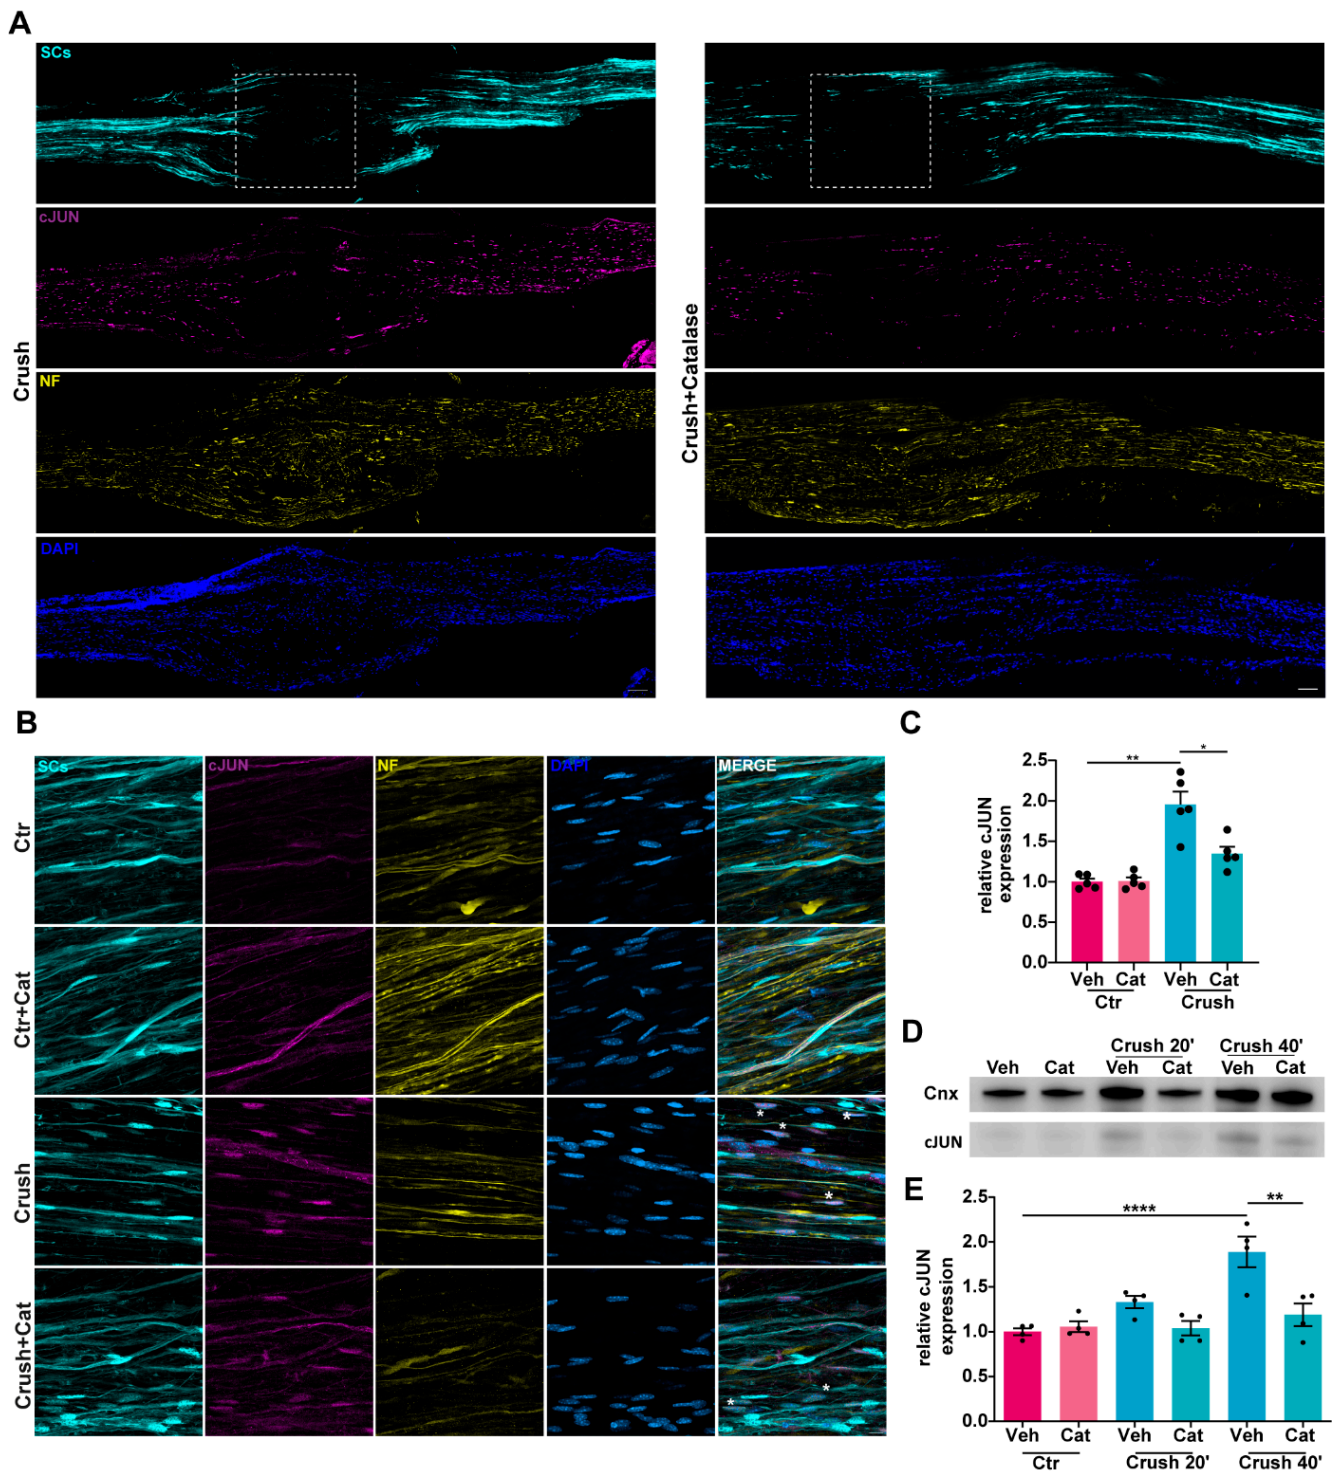 A
SCs
cJUN
NF
DAPI
Crush
Crush+Catalase
B
SCs cJUN NF DAPI MERGE
Ctr
Ctr+Cat
Crush
* * * *
Crush+Cat
* *
C
relative cJUN
expression
2.5
2.0
1.5
1.0
0.5
0.0
** *
Veh Cat Veh Cat
Ctr Crush
D
Crush 20' Crush 40'
Veh Cat Veh Cat Veh Cat
Cnx
cJUN
E
relative cJUN
expression
2.5
2.0
1.5
1.0
0.5
0.0
**** **
Veh Cat Veh Cat Veh Cat
Ctr Crush 20' Crush 40'